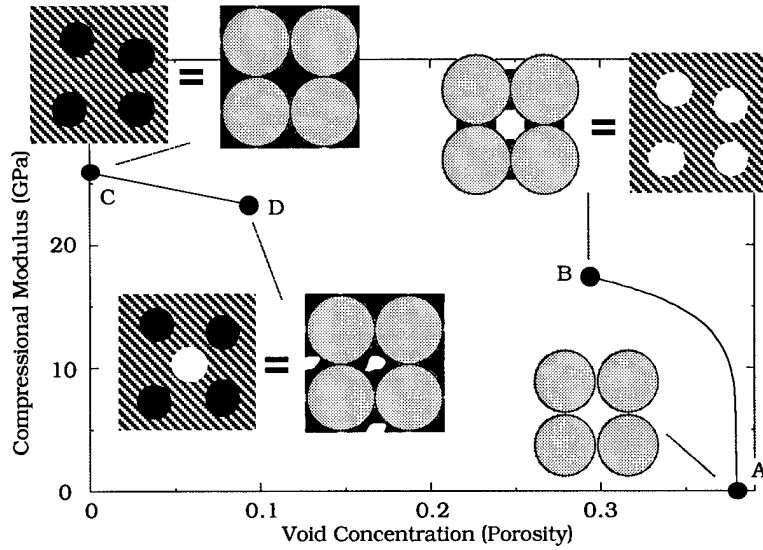 =
=
Compressional Modulus (GPa)
20
10
0
C
D
B
=
A
0
0.1
0.2
0.3
Void Concentration (Porosity)